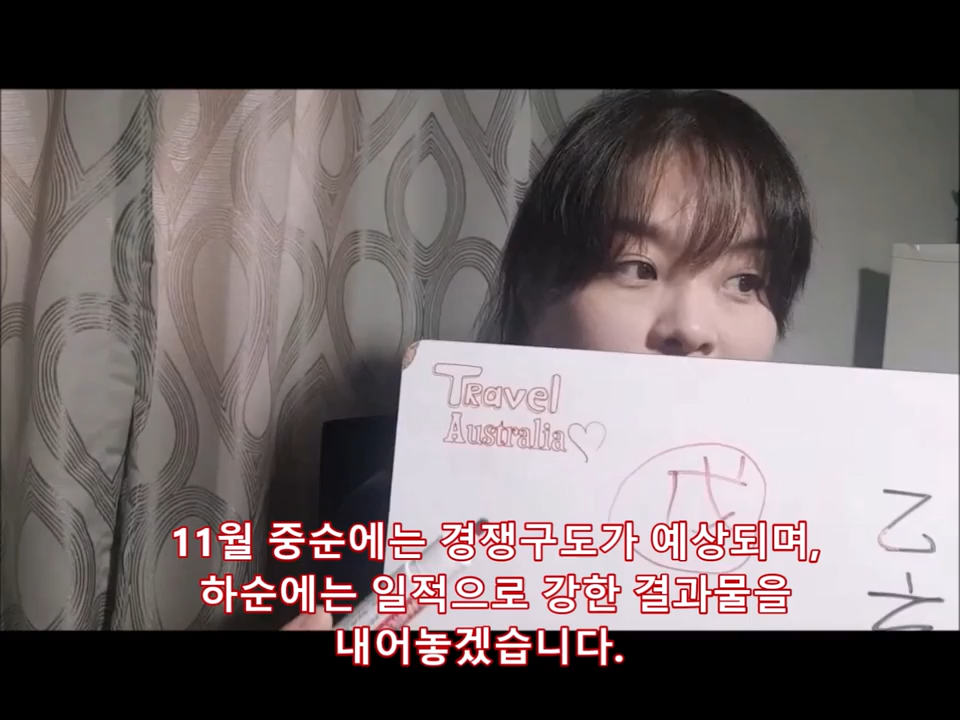 Travel
Australia
戊
11월 중순에는 경쟁구도가 예상되며,
하순에는 일적으로 강한 결과물을
내어놓겠습니다.